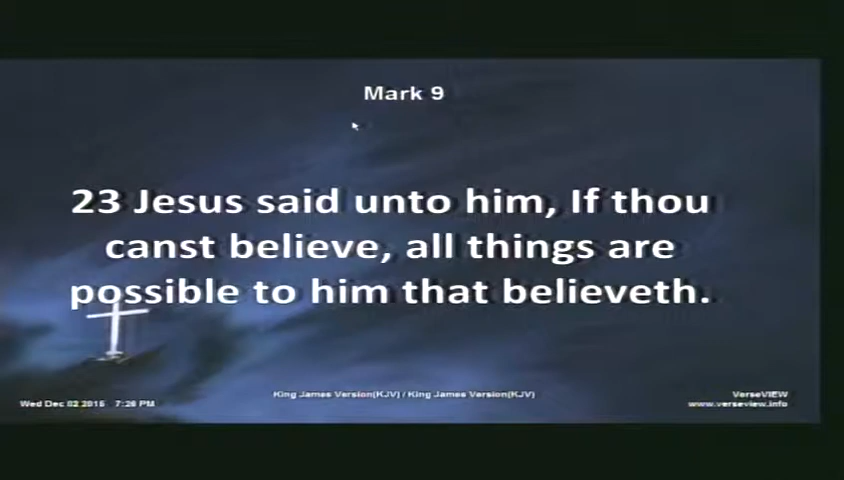 Mark 9
23 Jesus said unto him, If thou
canst believe, all things are
possible to him that believeth.
King James Version(KJV) / King James Version(KJV)
VerseVIEW
Wed Dec 02 2015 7:26 PM
www.verseview.info